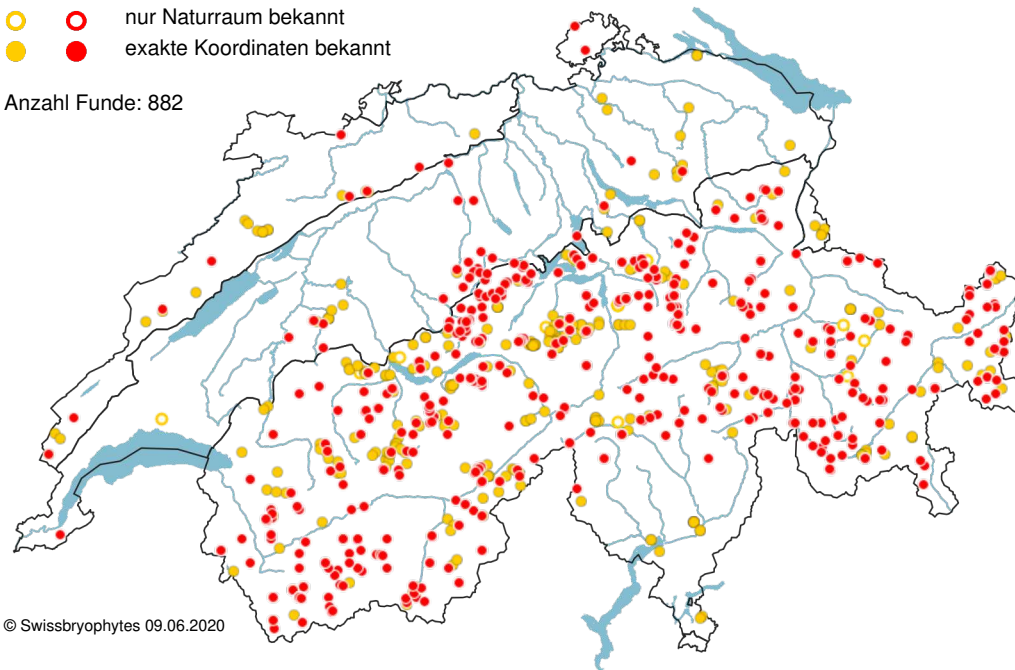 nur Naturraum bekannt
exakte Koordinaten bekannt
Anzahl Funde: 882
© Swissbryophytes 09.06.2020